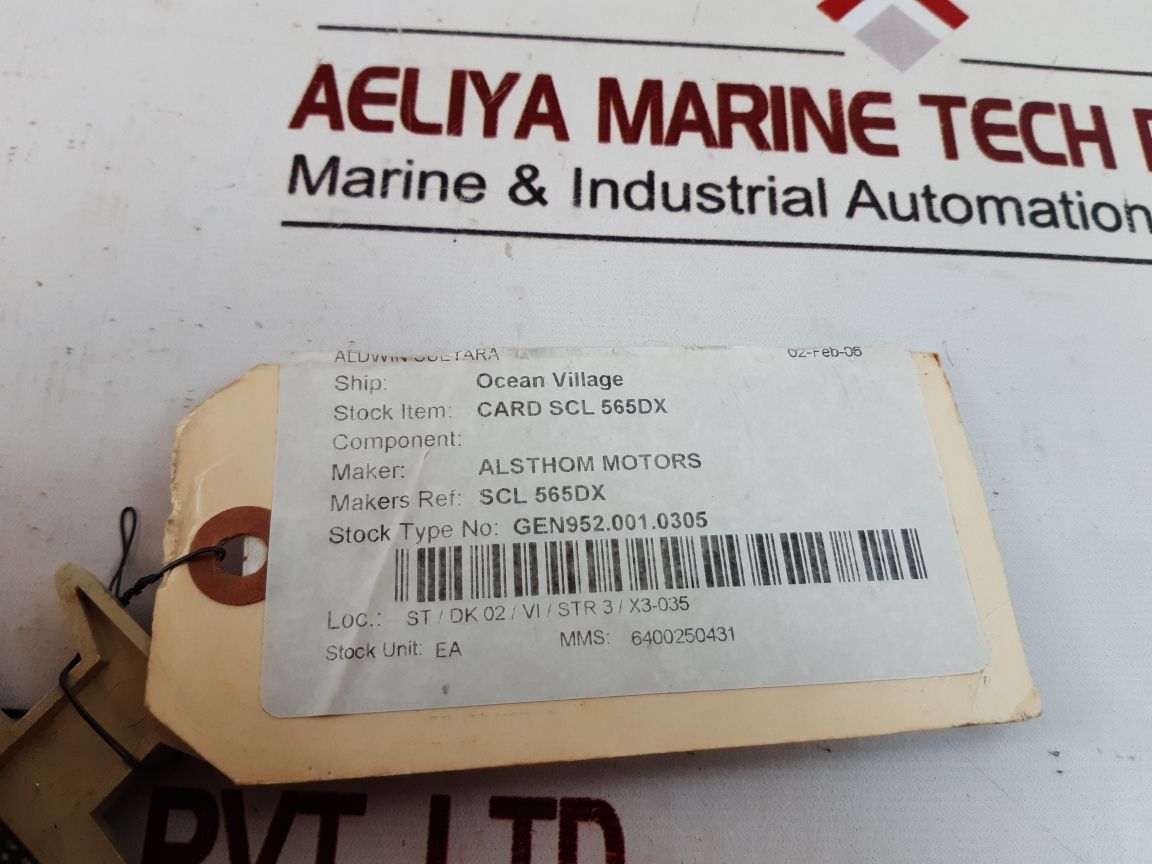 AELIYA MARINE TECH
Marine & Industrial Automation
ALDWIN 02-Feb-06
Ship: Ocean Village
Stock Item: CARD SCL 565DX
Component:
Maker: ALSTHOM MOTORS
Makers Ref: SCL 565DX
Stock Type No: GEN952.001.0305
Loc.: ST / DK 02 / VI / STR 3 / X3-035
Stock Unit: EA MMS: 6400250431
PVT. LTD